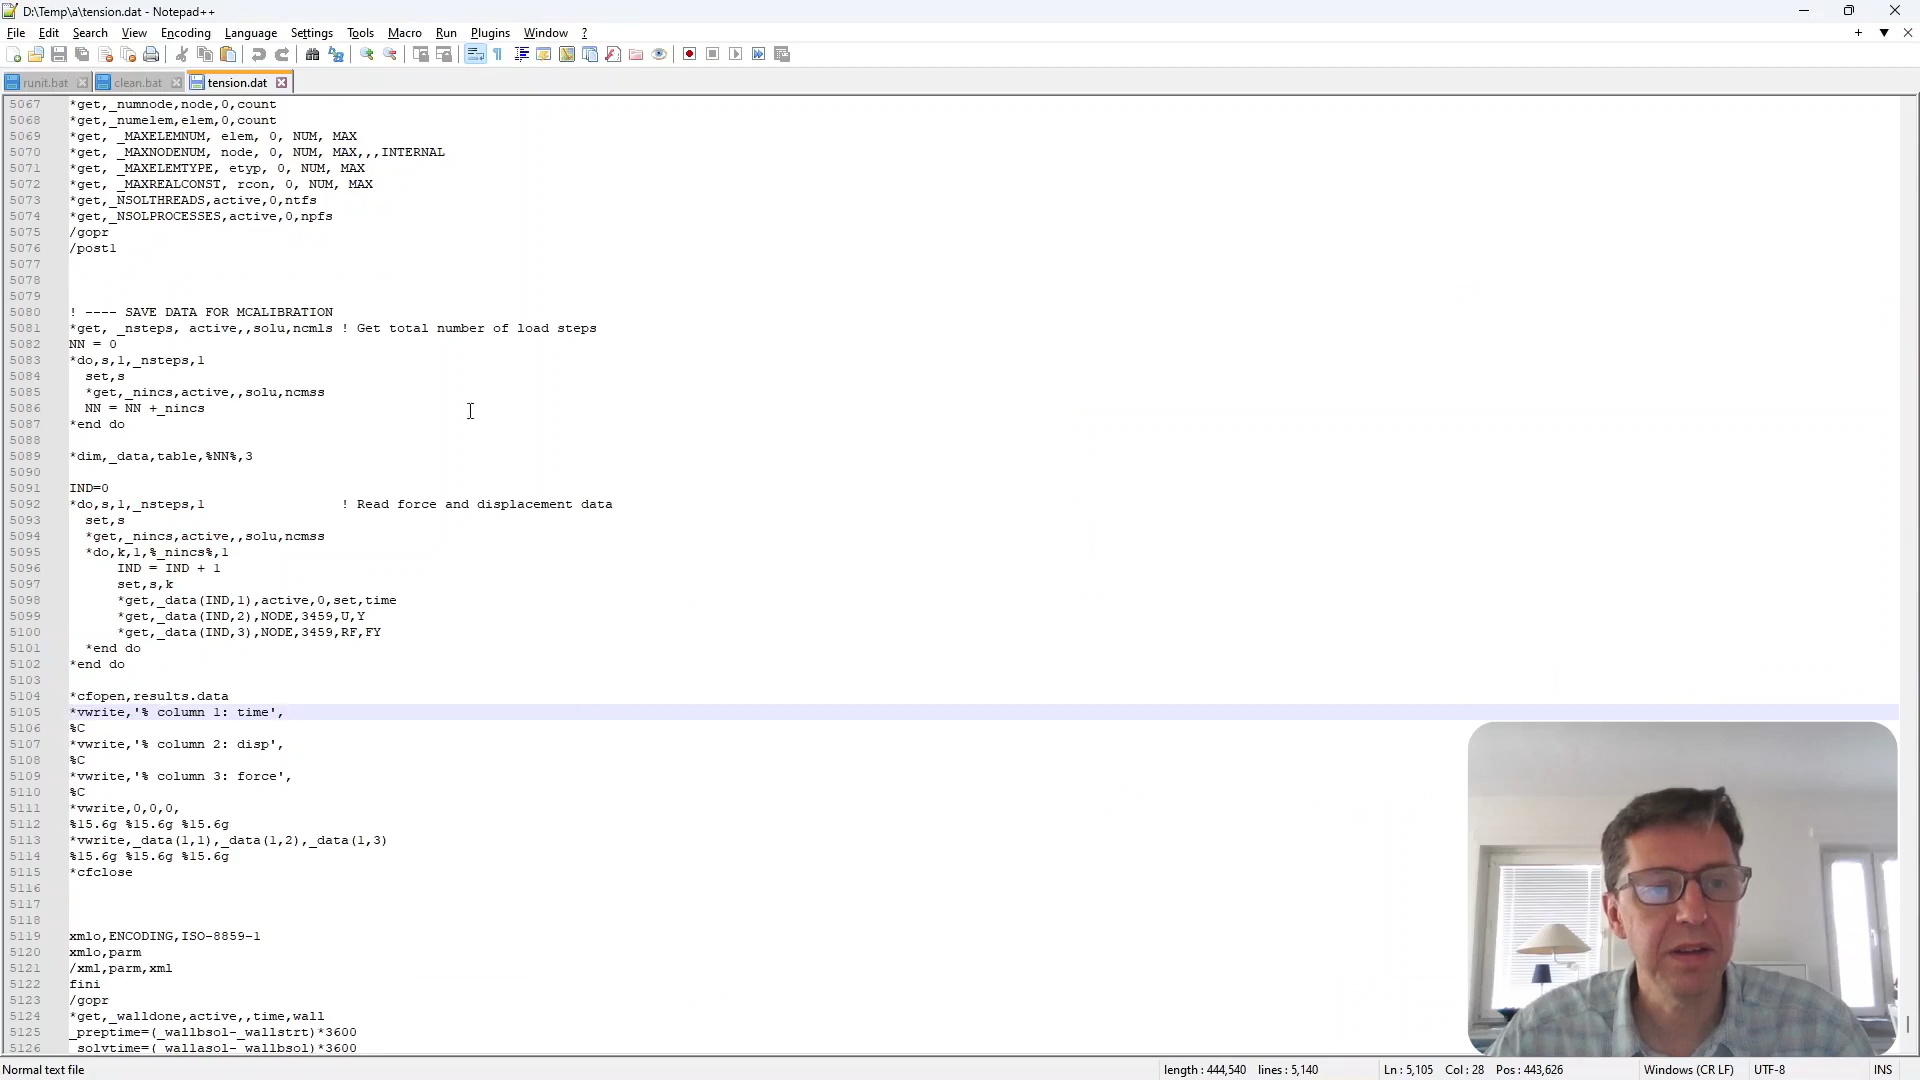 D:\Temp\a\tension.dat - Notepad++
File Edit Search View Encoding Language Settings Tools Macro Run Plugins Window ?
runit.bat clean.bat tension.dat
5067 *get,_numnode,node,0,count
5068 *get,_numelem,elem,0,count
5069 *get, _MAXELEMNUM, elem, 0, NUM, MAX
5070 *get, _MAXNODENUM, node, 0, NUM, MAX,,,INTERNAL
5071 *get, _MAXELEMTYPE, etyp, 0, NUM, MAX
5072 *get, _MAXREALCONST, rcon, 0, NUM, MAX
5073 *get,_NSOLTHREADS,active,0,ntfs
5074 *get,_NSOLPROCESSES,active,0,npfs
5075 /gopr
5076 /post1
5077
5078
5079
5080 ! ---- SAVE DATA FOR MCALIBRATION
5081 *get, _nsteps, active,,solu,ncmls ! Get total number of load steps
5082 NN = 0
5083 *do,s,1,_nsteps,1
5084 set,s
5085 *get,_nincs,active,,solu,ncmss
5086 NN = NN +_nincs
5087 *end do
5088
5089 *dim,_data,table,%NN%,3
5090
5091 IND=0
5092 *do,s,1,_nsteps,1 ! Read force and displacement data
5093 set,s
5094 *get,_nincs,active,,solu,ncmss
5095 *do,k,1,%_nincs%,1
5096 IND = IND + 1
5097 set,s,k
5098 *get,_data(IND,1),active,0,set,time
5099 *get,_data(IND,2),NODE,3459,U,Y
5100 *get,_data(IND,3),NODE,3459,RF,FY
5101 *end do
5102 *end do
5103
5104 *cfopen,results.data
5105 *vwrite,'% column 1: time',
5106 %C
5107 *vwrite,'% column 2: disp',
5108 %C
5109 *vwrite,'% column 3: force',
5110 %C
5111 *vwrite,0,0,0,
5112 %15.6g %15.6g %15.6g
5113 *vwrite,_data(1,1),_data(1,2),_data(1,3)
5114 %15.6g %15.6g %15.6g
5115 *cfclose
5116
5117
5118
5119 xmlo,ENCODING,ISO-8859-1
5120 xmlo,parm
5121 /xml,parm,xml
5122 fini
5123 /gopr
5124 *get,_walldone,active,,time,wall
5125 _preptime=(_wallbsol-_wallstrt)*3600
5126 _solvtime=(_wallasol-_wallbsol)*3600
Normal text file length : 444,540 lines : 5,140 Ln : 5,105 Col : 28 Pos : 443,626 Windows (CR LF) UTF-8 INS